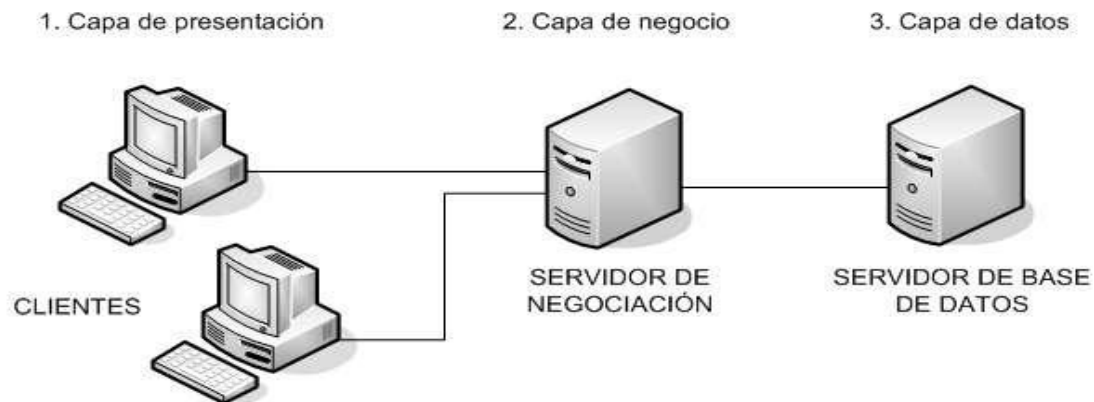 1. Capa de presentación
2. Capa de negocio
3. Capa de datos
CLIENTES
SERVIDOR DE
NEGOCIACIÓN
SERVIDOR DE BASE
DE DATOS